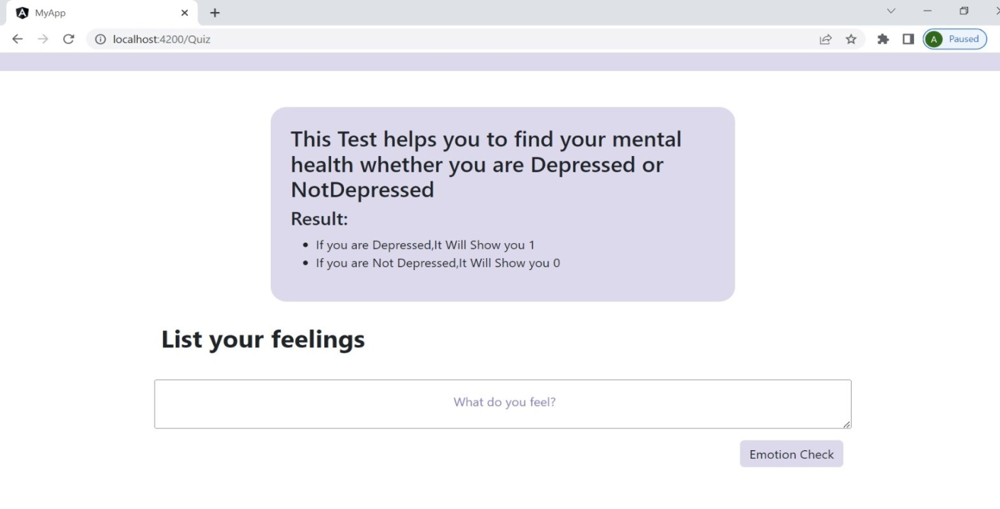 MyApp
localhost:4200/Quiz
A Paused
This Test helps you to find your mental
health whether you are Depressed or
NotDepressed
Result:
If you are Depressed,It Will Show you 1
If you are Not Depressed,It Will Show you 0
List your feelings
What do you feel?
Emotion Check